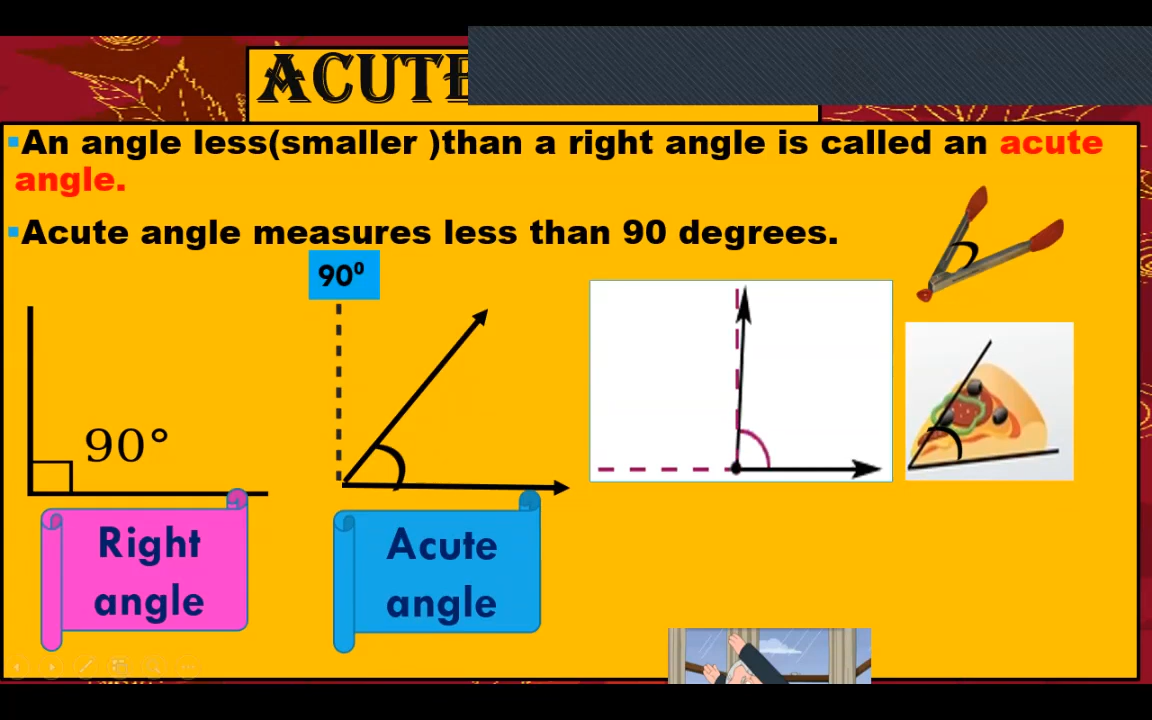 ACUTE
An angle less(smaller )than a right angle is called an acute
angle.
Acute angle measures less than 90 degrees.
90⁰
90°
Right
angle
Acute
angle